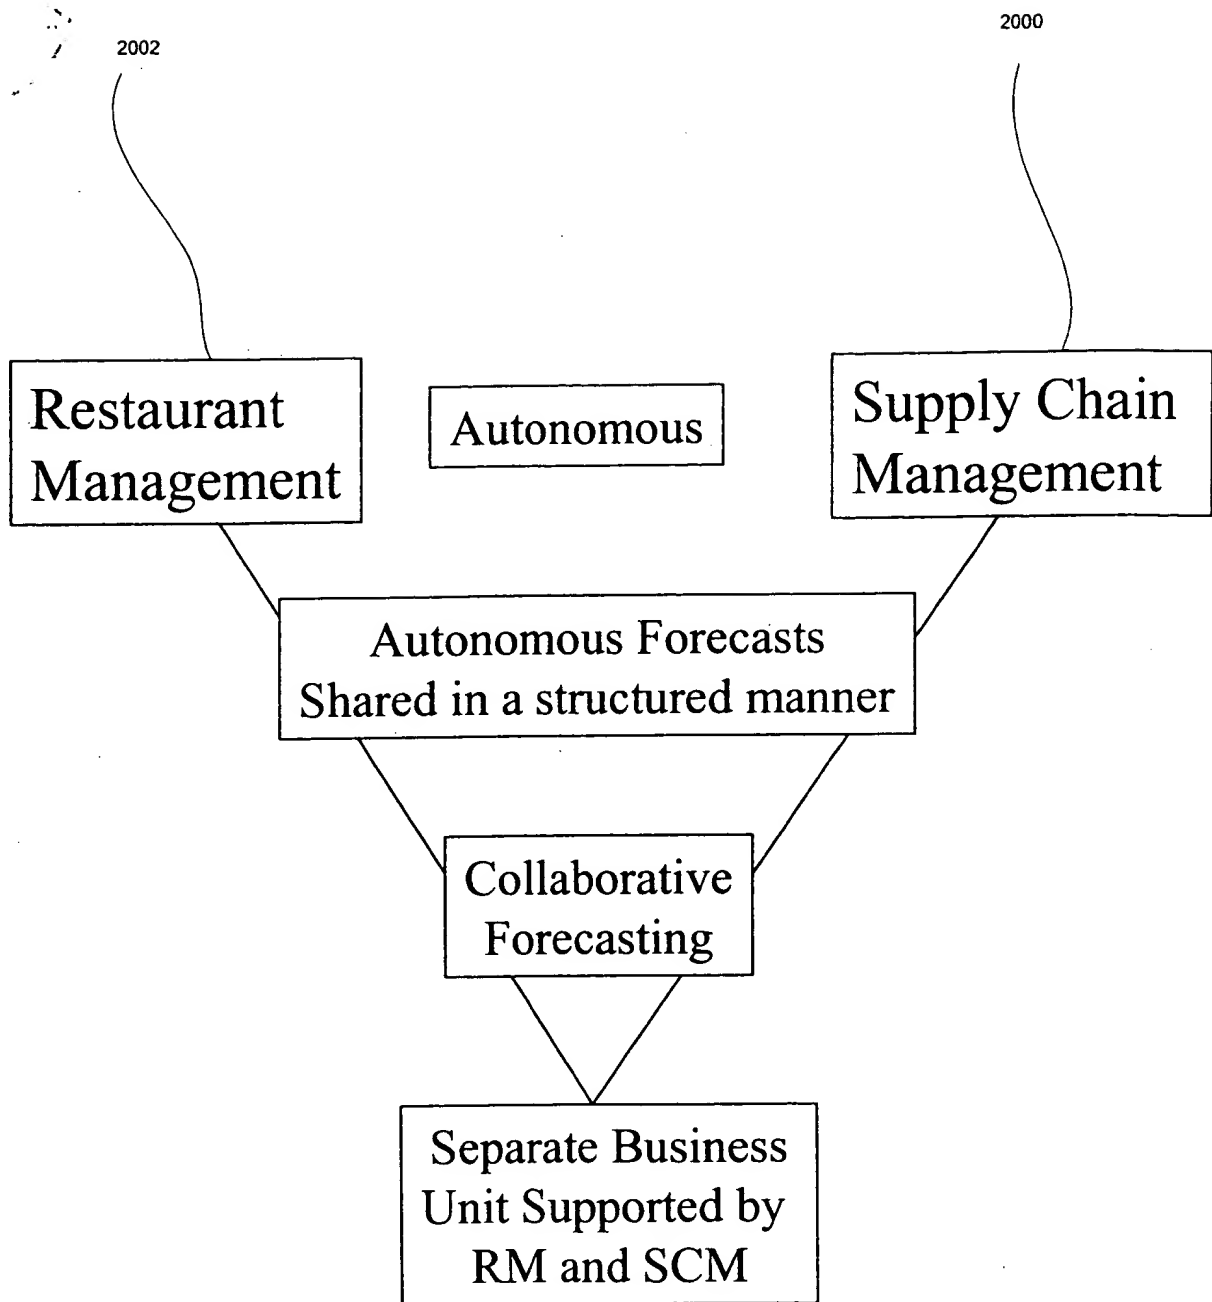 2002
2000
Restaurant
Management
Autonomous
Supply Chain
Management
Autonomous Forecasts
Shared in a structured manner
Collaborative
Forecasting
Separate Business
Unit Supported by
RM and SCM